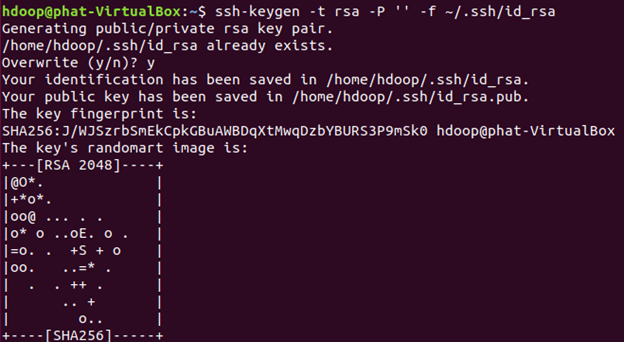 hdoop@phat-VirtualBox:~$ ssh-keygen -t rsa -P '' -f ~/.ssh/id_rsa
Generating public/private rsa key pair.
/home/hdoop/.ssh/id_rsa already exists.
Overwrite (y/n)? y
Your identification has been saved in /home/hdoop/.ssh/id_rsa.
Your public key has been saved in /home/hdoop/.ssh/id_rsa.pub.
The key fingerprint is:
SHA256:J/WJSzrbSmEkCpkGBuAWBDqXtMwqDzbYBURS3P9mSk0 hdoop@phat-VirtualBox
The key's randomart image is:
+---[RSA 2048]----+
|@O*.             |
|+*o*.            |
|oo@ ... . .      |
|o* o ..oE. o .   |
|=o. .  +S + o    |
|oo.   ..=* .     |
|  .  . ++ .      |
|      .. +       |
|        o..      |
+----[SHA256]-----+